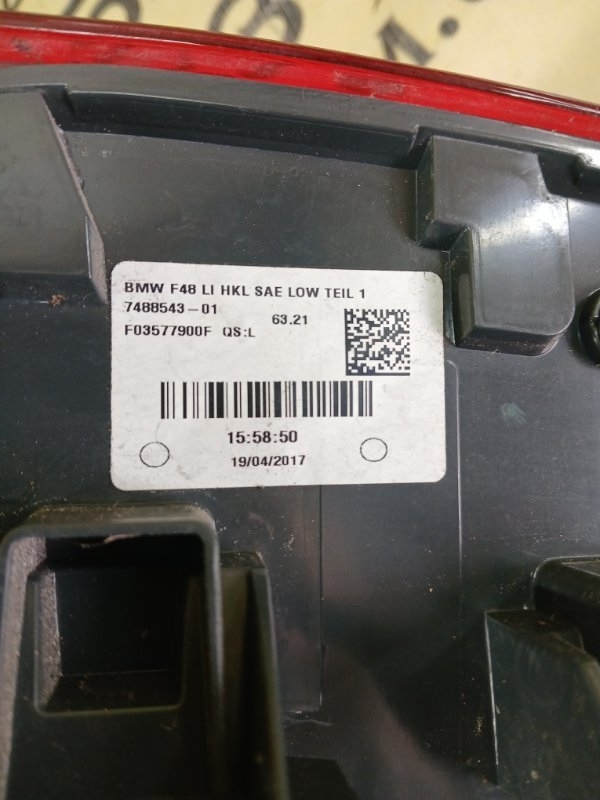 BMW F48 LI HKL SAE LOW TEIL 1
7488543-01
63.21
F03577900F QS:L
15:58:50
19/04/2017